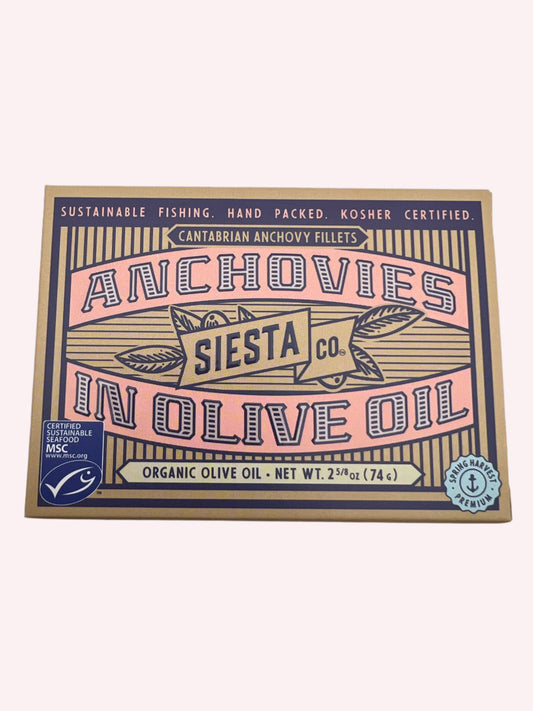 SUSTAINABLE FISHING. HAND PACKED. KOSHER CERTIFIED.
CANTABRIAN ANCHOVY FILLETS
ANCHOVIES
SIESTA CO.
IN OLIVE OIL
CERTIFIED
SUSTAINABLE
SEAFOOD
MSC
www.msc.org
TM
ORGANIC OLIVE OIL • NET WT. 2 5/8 OZ (74 G)
SPRING HARVEST
PREMIUM